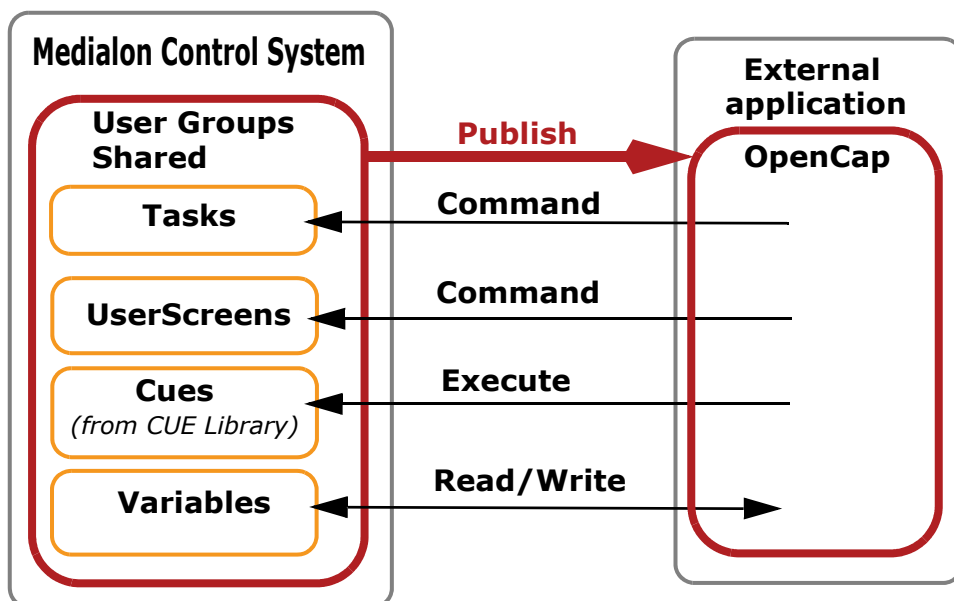 Medialon Control System
User Groups
Shared
Tasks
UserScreens
Cues
(from CUE Library)
Variables
Publish
Command
Command
Execute
Read/Write
External
application
OpenCap